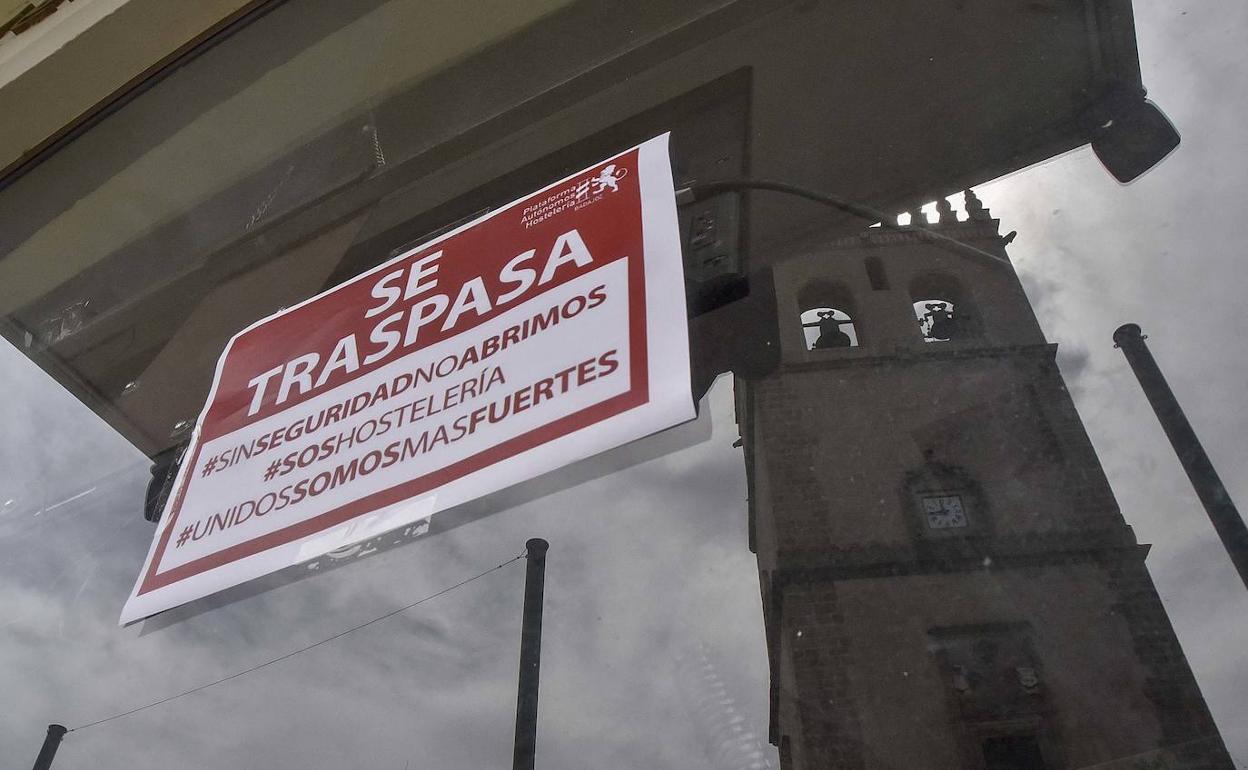 Plataforma
Autónomos
Hostelería
BADAJOZ
SE
TRASPASA
#SINSEGURIDADNOABRIMOS
#SOSHOSTELERÍA
#UNIDOSSOMOSMASFUERTES